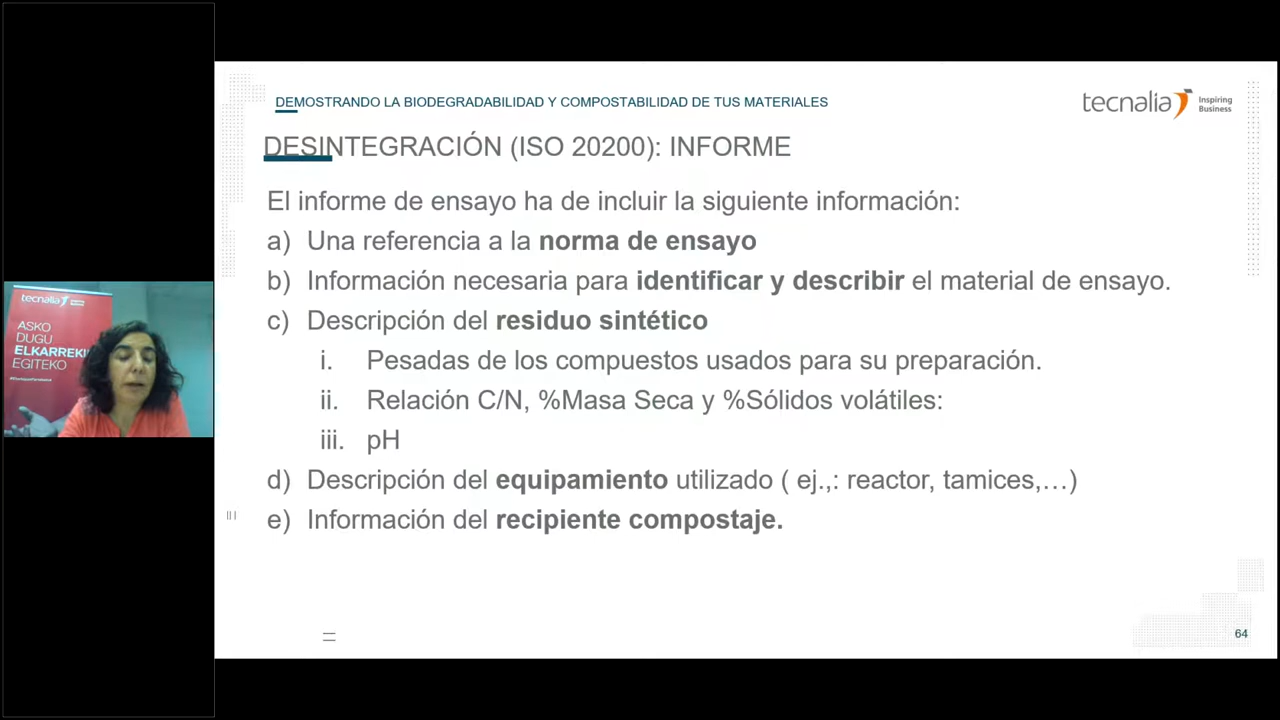 DEMOSTRANDO LA BIODEGRADABILIDAD Y COMPOSTABILIDAD DE TUS MATERIALES
tecnalia Inspiring
Business
DESINTEGRACIÓN (ISO 20200): INFORME
El informe de ensayo ha de incluir la siguiente información:
a) Una referencia a la norma de ensayo
b) Información necesaria para identificar y describir el material de ensayo.
c) Descripción del residuo sintético
i. Pesadas de los compuestos usados para su preparación.
ii. Relación C/N, %Masa Seca y %Sólidos volátiles:
iii. pH
d) Descripción del equipamiento utilizado ( ej.,: reactor, tamices,…)
e) Información del recipiente compostaje.
64
tecnalia
ASKO
DUGU
ELKARREKI
EGITEKO